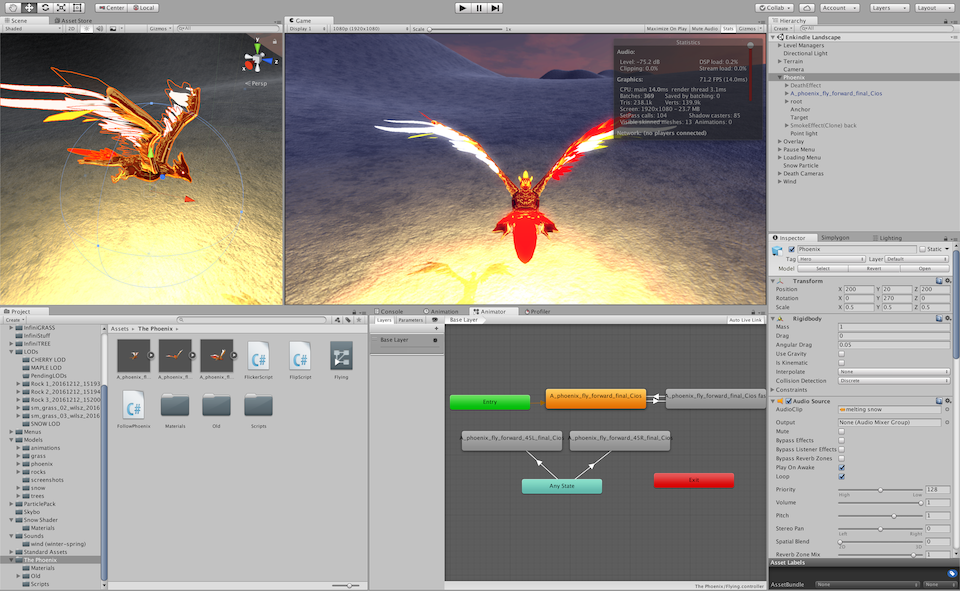 Center Local
Collab Account Layers Layout
Scene Asset Store
Shaded 2D Gizmos All
y x z
Persp
Game
Display 1 1080p (1920x1080) Scale 1x Maximize On Play Mute Audio Stats Gizmos
Statistics
Audio:
Level: -75.2 dB DSP load: 0.2%
Clipping: 0.0% Stream load: 0.0%
Graphics: 71.2 FPS (14.0ms)
CPU: main 14.0ms render thread 3.1ms
Batches: 369 Saved by batching: 0
Tris: 238.1k Verts: 139.9k
Screen: 1920x1080 - 23.7 MB
SetPass calls: 104 Shadow casters: 85
Visible skinned meshes: 13 Animations: 0
Network: (no players connected)
Hierarchy
Create All
Enkindle Landscape
Level Managers
Directional Light
Terrain
Camera
Phoenix
DeathEffect
A_phoenix_fly_forward_final_Cios
root
Anchor
Target
SmokeEffect(Clone) back
Point light
Overlay
Pause Menu
Loading Menu
Snow Particle
Death Cameras
Wind
Inspector Simplygon Lighting
Phoenix Static
Tag Hero Layer Default
Model Select Revert Open
Transform
Position X 200 Y 20 Z 200
Rotation X 0 Y 270 Z 0
Scale X 0.5 Y 0.5 Z 0.5
Rigidbody
Mass 1
Drag 0
Angular Drag 0.05
Use Gravity
Is Kinematic
Interpolate None
Collision Detection Discrete
Constraints
Audio Source
AudioClip melting snow
Output None (Audio Mixer Group)
Mute
Bypass Effects
Bypass Listener Effects
Bypass Reverb Zones
Play On Awake
Loop
Priority 128
High Low
Volume 1
Pitch 1
Stereo Pan 0
Left Right
Spatial Blend 0
2D 3D
Reverb Zone Mix 1
Asset Labels
AssetBundle None None
Project
Create
InfiniGRASS
InfiniStuff
InfiniTREE
LODs
CHERRY LOD
MAPLE LOD
PendingLODs
Rock 1_20161212_15193
Rock 2_20161212_15194
Rock 3_20161212_15200
sm_grass_02_wlsz_2016
sm_grass_03_wilsz_2016
SNOW LOD
Menus
Models
animations
grass
phoenix
rocks
screenshots
snow
trees
ParticlePack
Skybo
Snow Shader
Materials
Sounds
wind (winter-spring)
Standard Assets
The Phoenix
Materials
Old
Scripts
Assets The Phoenix
A_phoenix_fl... A_phoenix_fl... A_phoenix_fl... FlickerScript FlipScript Flying
C# C# C#
FollowPhoenix Materials Old Scripts
Console Animation Animator Profiler
Layers Parameters Base Layer Auto Live Link
Base Layer
Entry
A_phoenix_fly_forward_final_Cios
A_phoenix_fly_forward_final_Cios fas
A_phoenix_fly_forward_45L_final_Cios
A_phoenix_fly_forward_45R_final_Cios
Any State
Exit
The Phoenix/Flying.controller